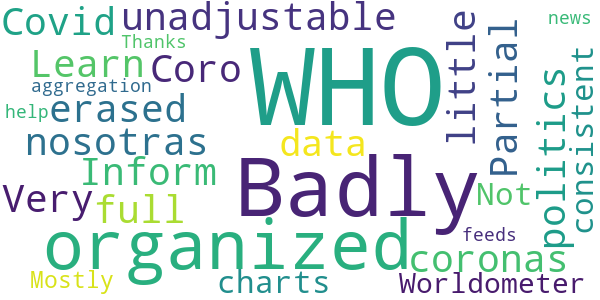 Covid
unadjustable
little
news
Thanks
Learn
Coro
WHO
Partial
aggregation
help
erased
politics
consistent
nosotras
data
Inform
Badly
Very
full
Not
organized
feeds
coronas
Mostly
charts
Worldometer